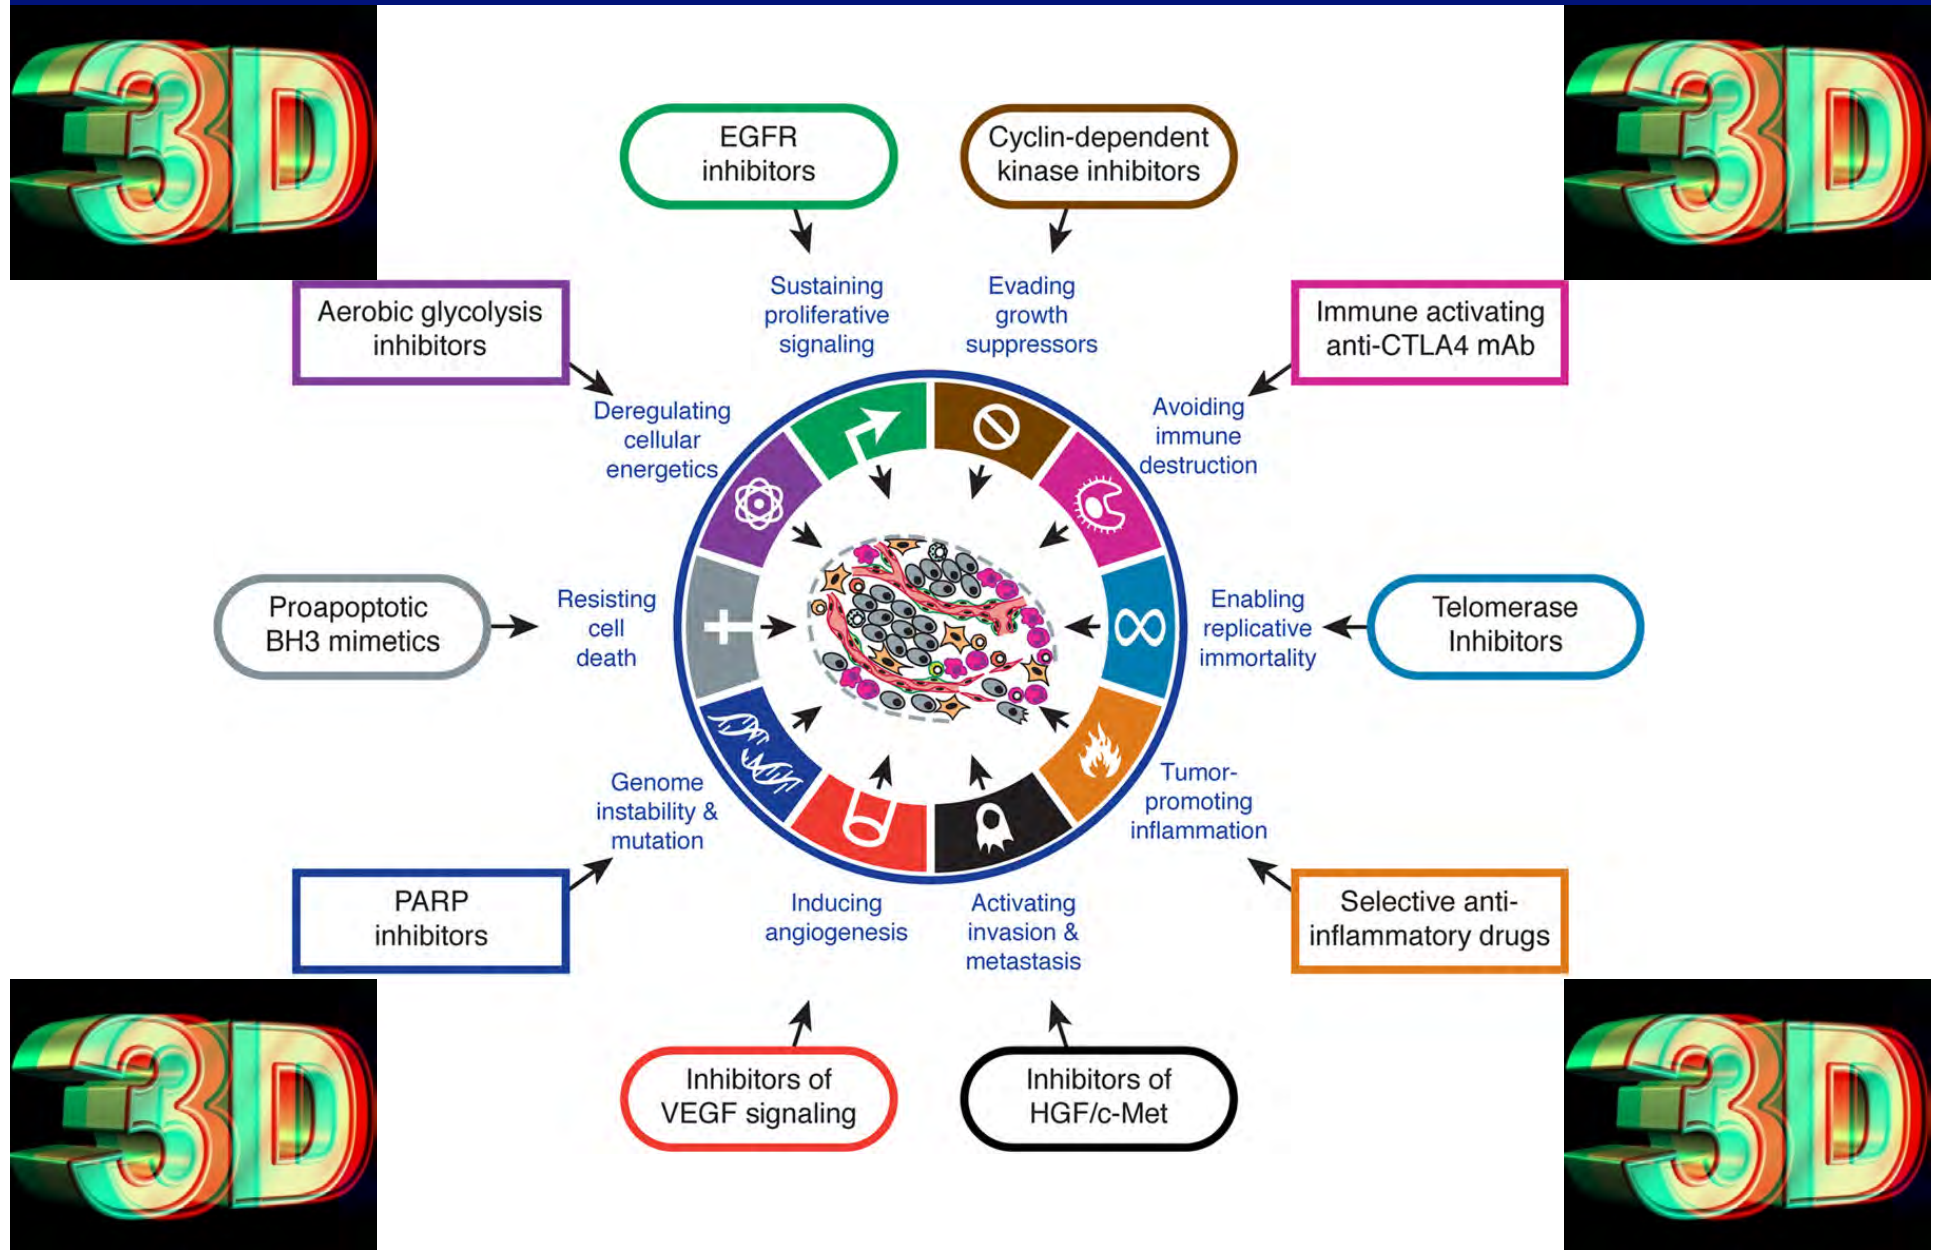 3D
3D
EGFR
inhibitors
Cyclin-dependent
kinase inhibitors
Aerobic glycolysis
inhibitors
Sustaining
proliferative
signaling
Evading
growth
suppressors
Immune activating
anti-CTLA4 mAb
Deregulating
cellular
energetics
Avoiding
immune
destruction
Proapoptotic
BH3 mimetics
Resisting
cell
death
Enabling
replicative
immortality
Telomerase
Inhibitors
Genome
instability &
mutation
Tumor-
promoting
inflammation
PARP
inhibitors
Inducing
angiogenesis
Activating
invasion &
metastasis
Selective anti-
inflammatory drugs
Inhibitors of
VEGF signaling
Inhibitors of
HGF/c-Met
3D
3D